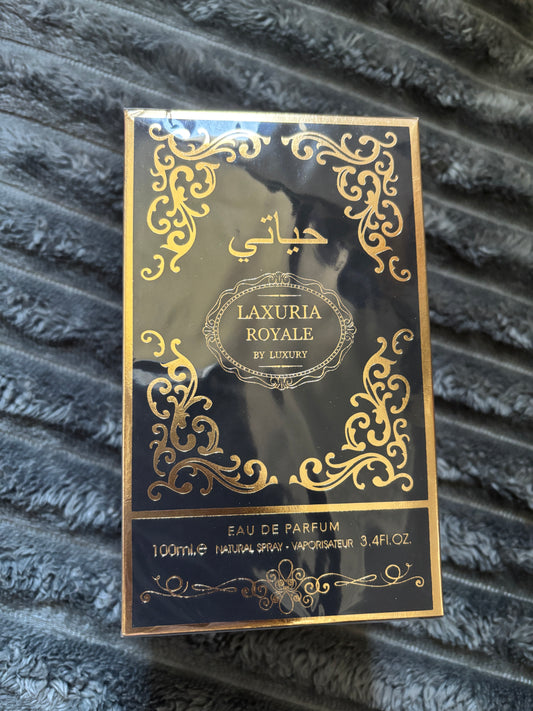 حياتي
LAXURIA
ROYALE
BY LUXURY
EAU DE PARFUM
100ml.e NATURAL SPRAY - VAPORISATEUR 3.4Fl.OZ.